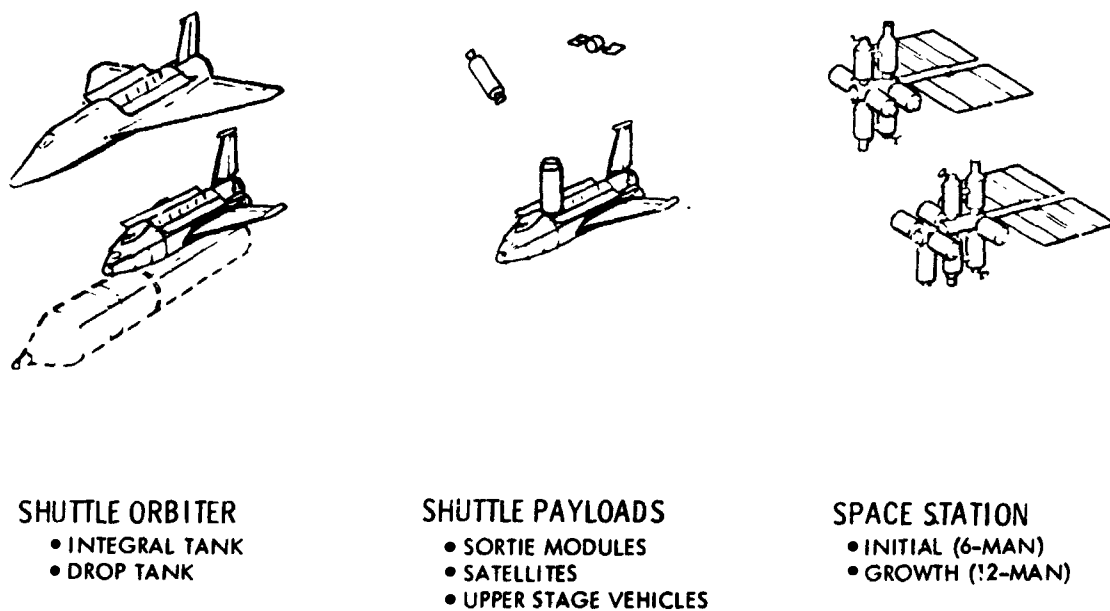 SHUTTLE ORBITER
• INTEGRAL TANK
• DROP TANK
SHUTTLE PAYLOADS
• SORTIE MODULES
• SATELLITES
• UPPER STAGE VEHICLES
SPACE STATION
• INITIAL (6-MAN)
• GROWTH (12-MAN)